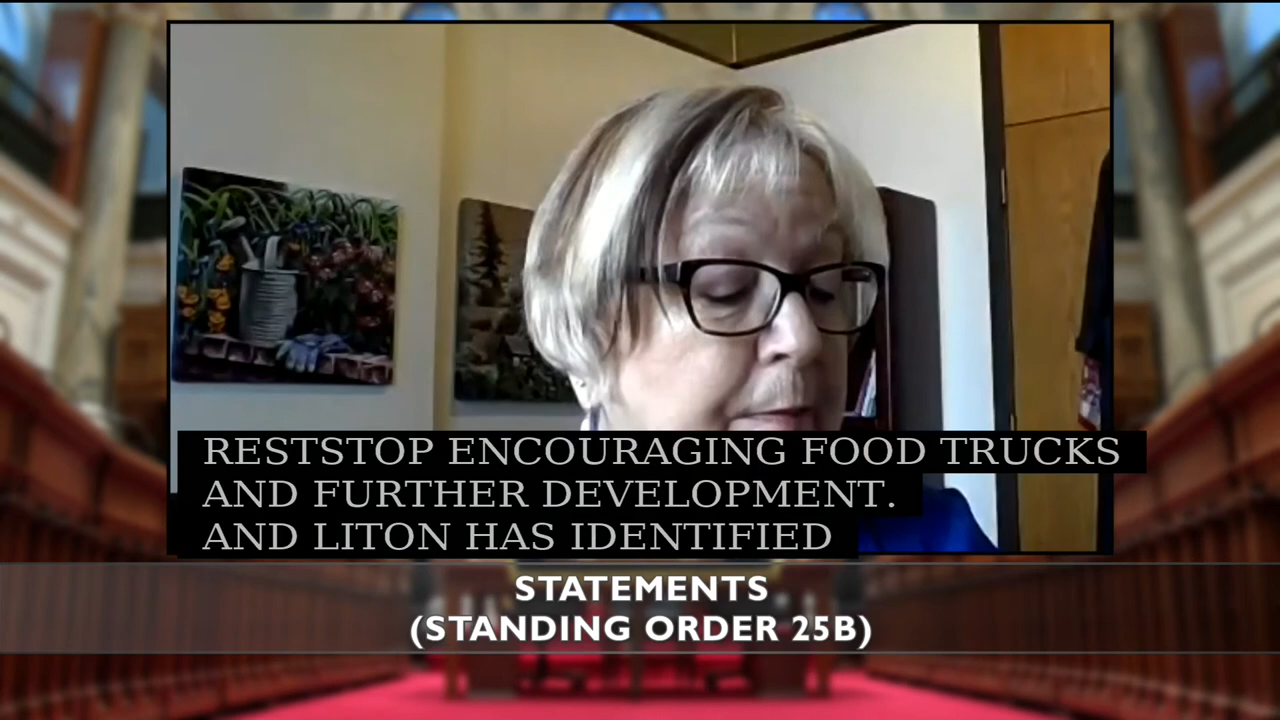 RESTSTOP ENCOURAGING FOOD TRUCKS
AND FURTHER DEVELOPMENT.
AND LITON HAS IDENTIFIED
STATEMENTS
(STANDING ORDER 25B)